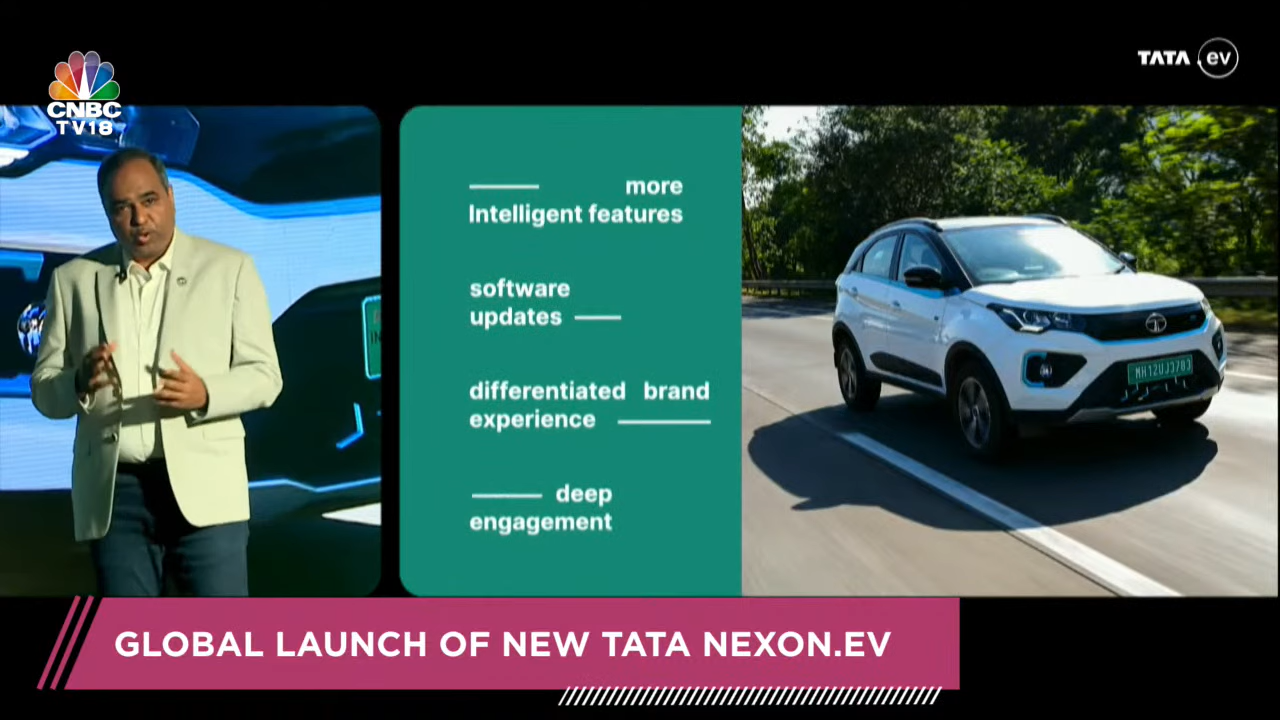 TATA .ev
CNBC
TV18
more
Intelligent features
software
updates
differentiated brand
experience
deep
engagement
MH12UJ3783
GLOBAL LAUNCH OF NEW TATA NEXON.EV